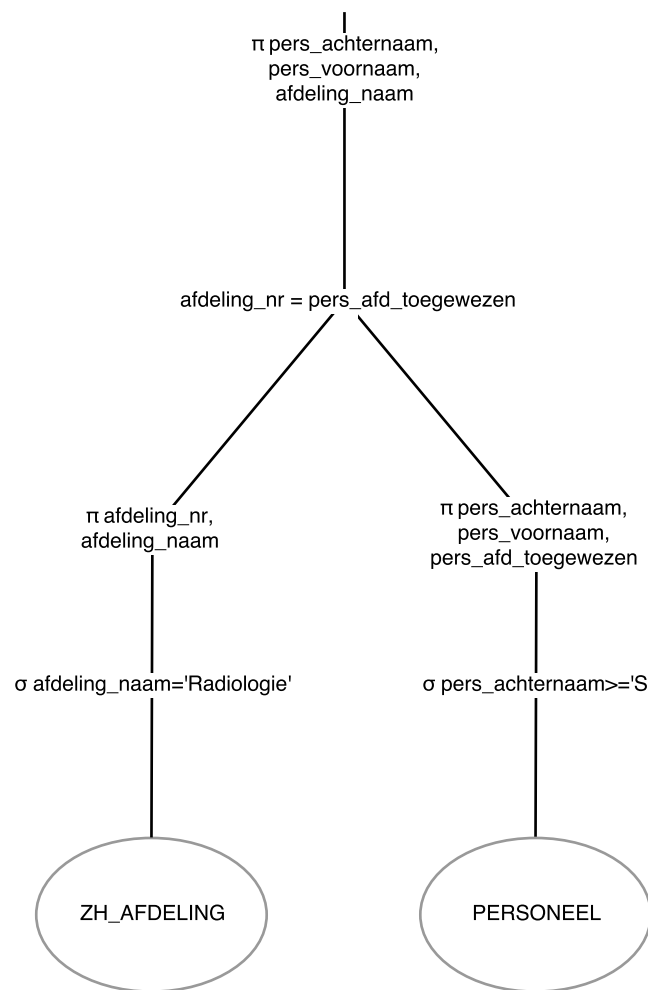 π pers_achternaam,
pers_voornaam,
afdeling_naam
afdeling_nr = pers_afd_toegewezen
π afdeling_nr,
afdeling_naam
π pers_achternaam,
pers_voornaam,
pers_afd_toegewezen
σ afdeling_naam='Radiologie'
σ pers_achternaam>='S
ZH_AFDELING
PERSONEEL